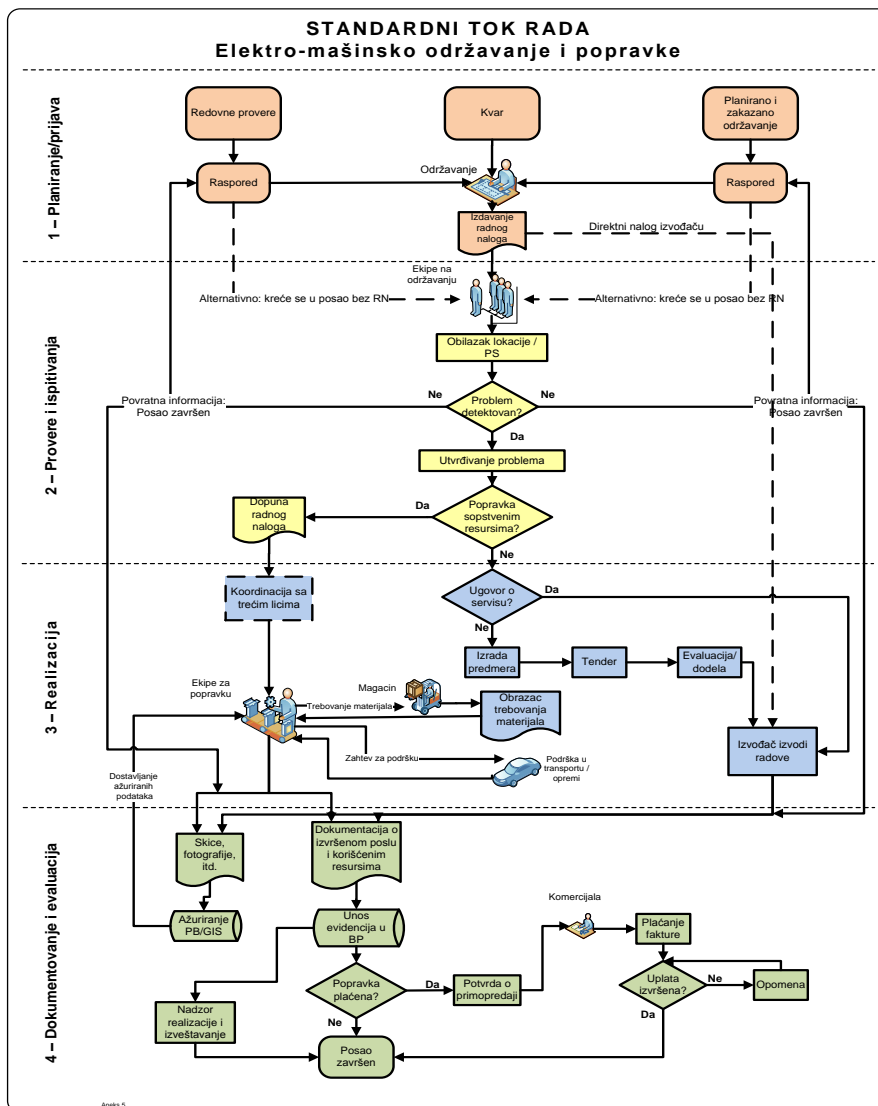 STANDARDNI TOK RADA
Elektro-mašinsko održavanje i popravke
1 – Planiranje/prijava
Redovne provere
Kvar
Planirano i
zakazano
održavanje
Održavanje
Raspored
Raspored
Izdavanje
radnog
naloga
Direktni nalog izvođaču
2 – Provere i ispitivanja
Ekipe na
održavanju
Alternativno: kreće se u posao bez RN
Alternativno: kreće se u posao bez RN
Obilazak lokacije /
PS
Ne
Ne
Povratna informacija:
Posao završen
Problem
detektovan?
Povratna informacija:
Posao završen
Da
Utvrđivanje problema
Dopuna
radnog
naloga
Da
Popravka
sopstvenim
resursima?
Ne
3 – Realizacija
Koordinacija sa
trećim licima
Ugovor o
servisu?
Da
Ne
Izrada
predmera
Tender
Evaluacija/
dodela
Ekipe za
popravku
Magacin
Trebovanje materijala
Obrazac
trebovanja
materijala
Izvođač izvodi
radove
Zahtev za podršku
Podrška u
transportu /
opremi
Dostavljanje
ažuriranih
podataka
4 – Dokumentovanje i evaluacija
Skice,
fotografije,
itd.
Dokumentacija o
izvršenom poslu
i korišćenim
resursima
Ažuriranje
PB/GIS
Unos
evidencija u
BP
Komercijala
Plaćanje
fakture
Popravka
plaćena?
Da
Potvrda o
primopredaji
Uplata
izvršena?
Ne
Opomena
Nadzor
realizacije i
izveštavanje
Ne
Da
Posao
završen
Aneks 5